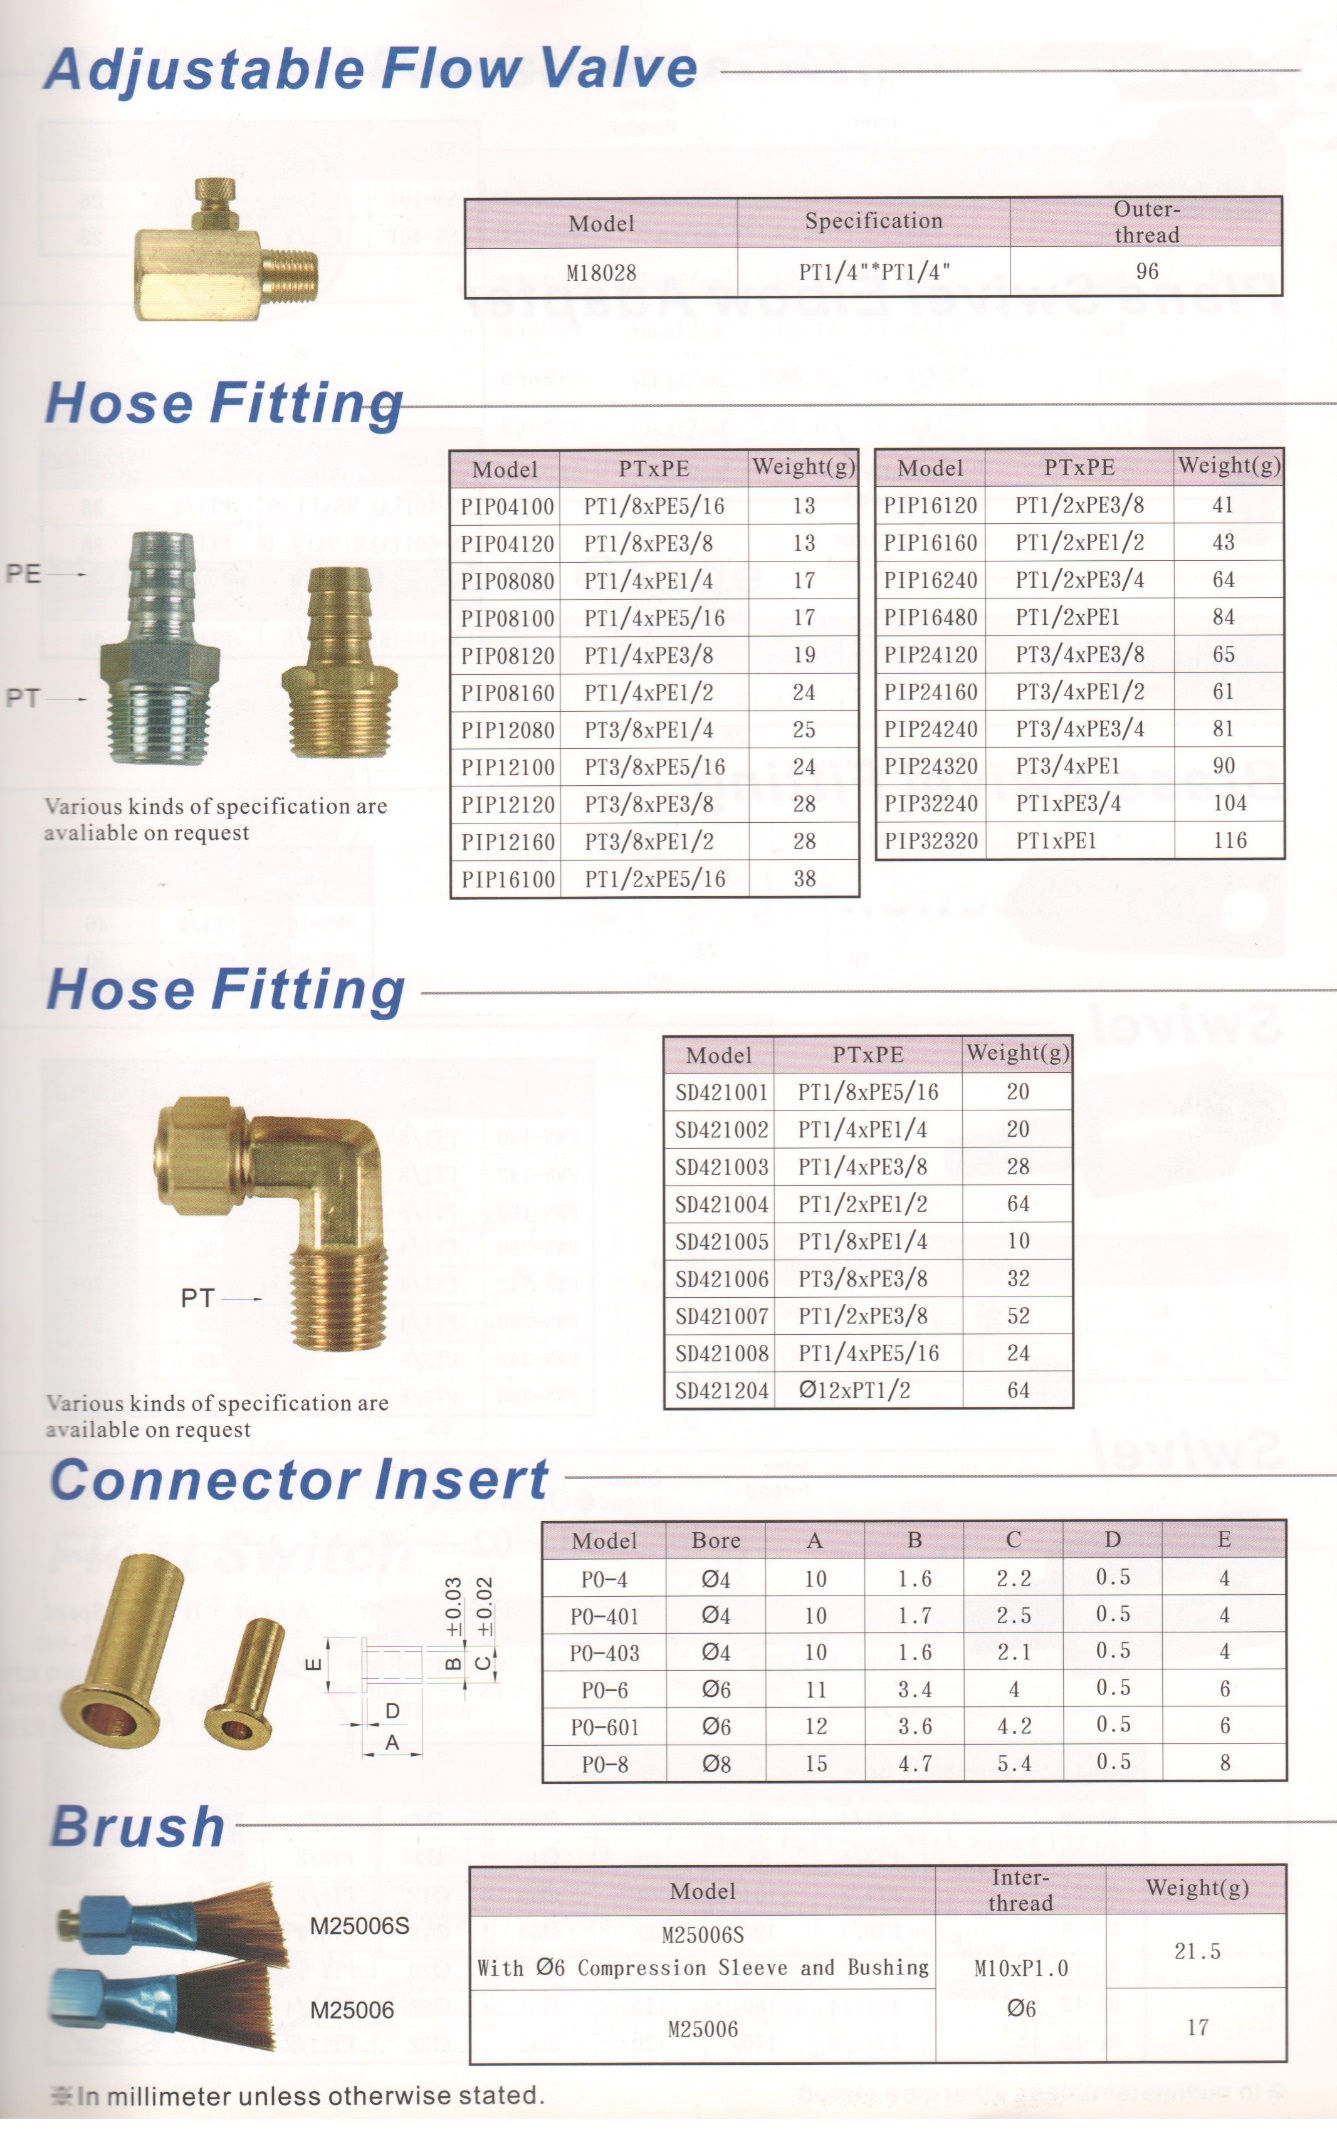 Adjustable Flow Valve
Model Specification Outer-thread
M18028 PT1/4"*PT1/4" 96
Hose Fitting
PE
PT
Various kinds of specification are
avaliable on request
Model PTxPE Weight(g)
PIP04100 PT1/8xPE5/16 13
PIP04120 PT1/8xPE3/8 13
PIP08080 PT1/4xPE1/4 17
PIP08100 PT1/4xPE5/16 17
PIP08120 PT1/4xPE3/8 19
PIP08160 PT1/4xPE1/2 24
PIP12080 PT3/8xPE1/4 25
PIP12100 PT3/8xPE5/16 24
PIP12120 PT3/8xPE3/8 28
PIP12160 PT3/8xPE1/2 28
PIP16100 PT1/2xPE5/16 38
Model PTxPE Weight(g)
PIP16120 PT1/2xPE3/8 41
PIP16160 PT1/2xPE1/2 43
PIP16240 PT1/2xPE3/4 64
PIP16480 PT1/2xPE1 84
PIP24120 PT3/4xPE3/8 65
PIP24160 PT3/4xPE1/2 61
PIP24240 PT3/4xPE3/4 81
PIP24320 PT3/4xPE1 90
PIP32240 PT1xPE3/4 104
PIP32320 PT1xPE1 116
Hose Fitting
PT
Various kinds of specification are
available on request
Model PTxPE Weight(g)
SD421001 PT1/8xPE5/16 20
SD421002 PT1/4xPE1/4 20
SD421003 PT1/4xPE3/8 28
SD421004 PT1/2xPE1/2 64
SD421005 PT1/8xPE1/4 10
SD421006 PT3/8xPE3/8 32
SD421007 PT1/2xPE3/8 52
SD421008 PT1/4xPE5/16 24
SD421204 Ø12xPT1/2 64
Connector Insert
E
B ±0.03
C ±0.02
D
A
Model Bore A B C D E
P0-4 Ø4 10 1.6 2.2 0.5 4
P0-401 Ø4 10 1.7 2.5 0.5 4
P0-403 Ø4 10 1.6 2.1 0.5 4
P0-6 Ø6 11 3.4 4 0.5 6
P0-601 Ø6 12 3.6 4.2 0.5 6
P0-8 Ø8 15 4.7 5.4 0.5 8
Brush
M25006S
M25006
Model Inter-thread Weight(g)
M25006S
With Ø6 Compression Sleeve and Bushing
M10xP1.0
Ø6
21.5
M25006
17
※In millimeter unless otherwise stated.